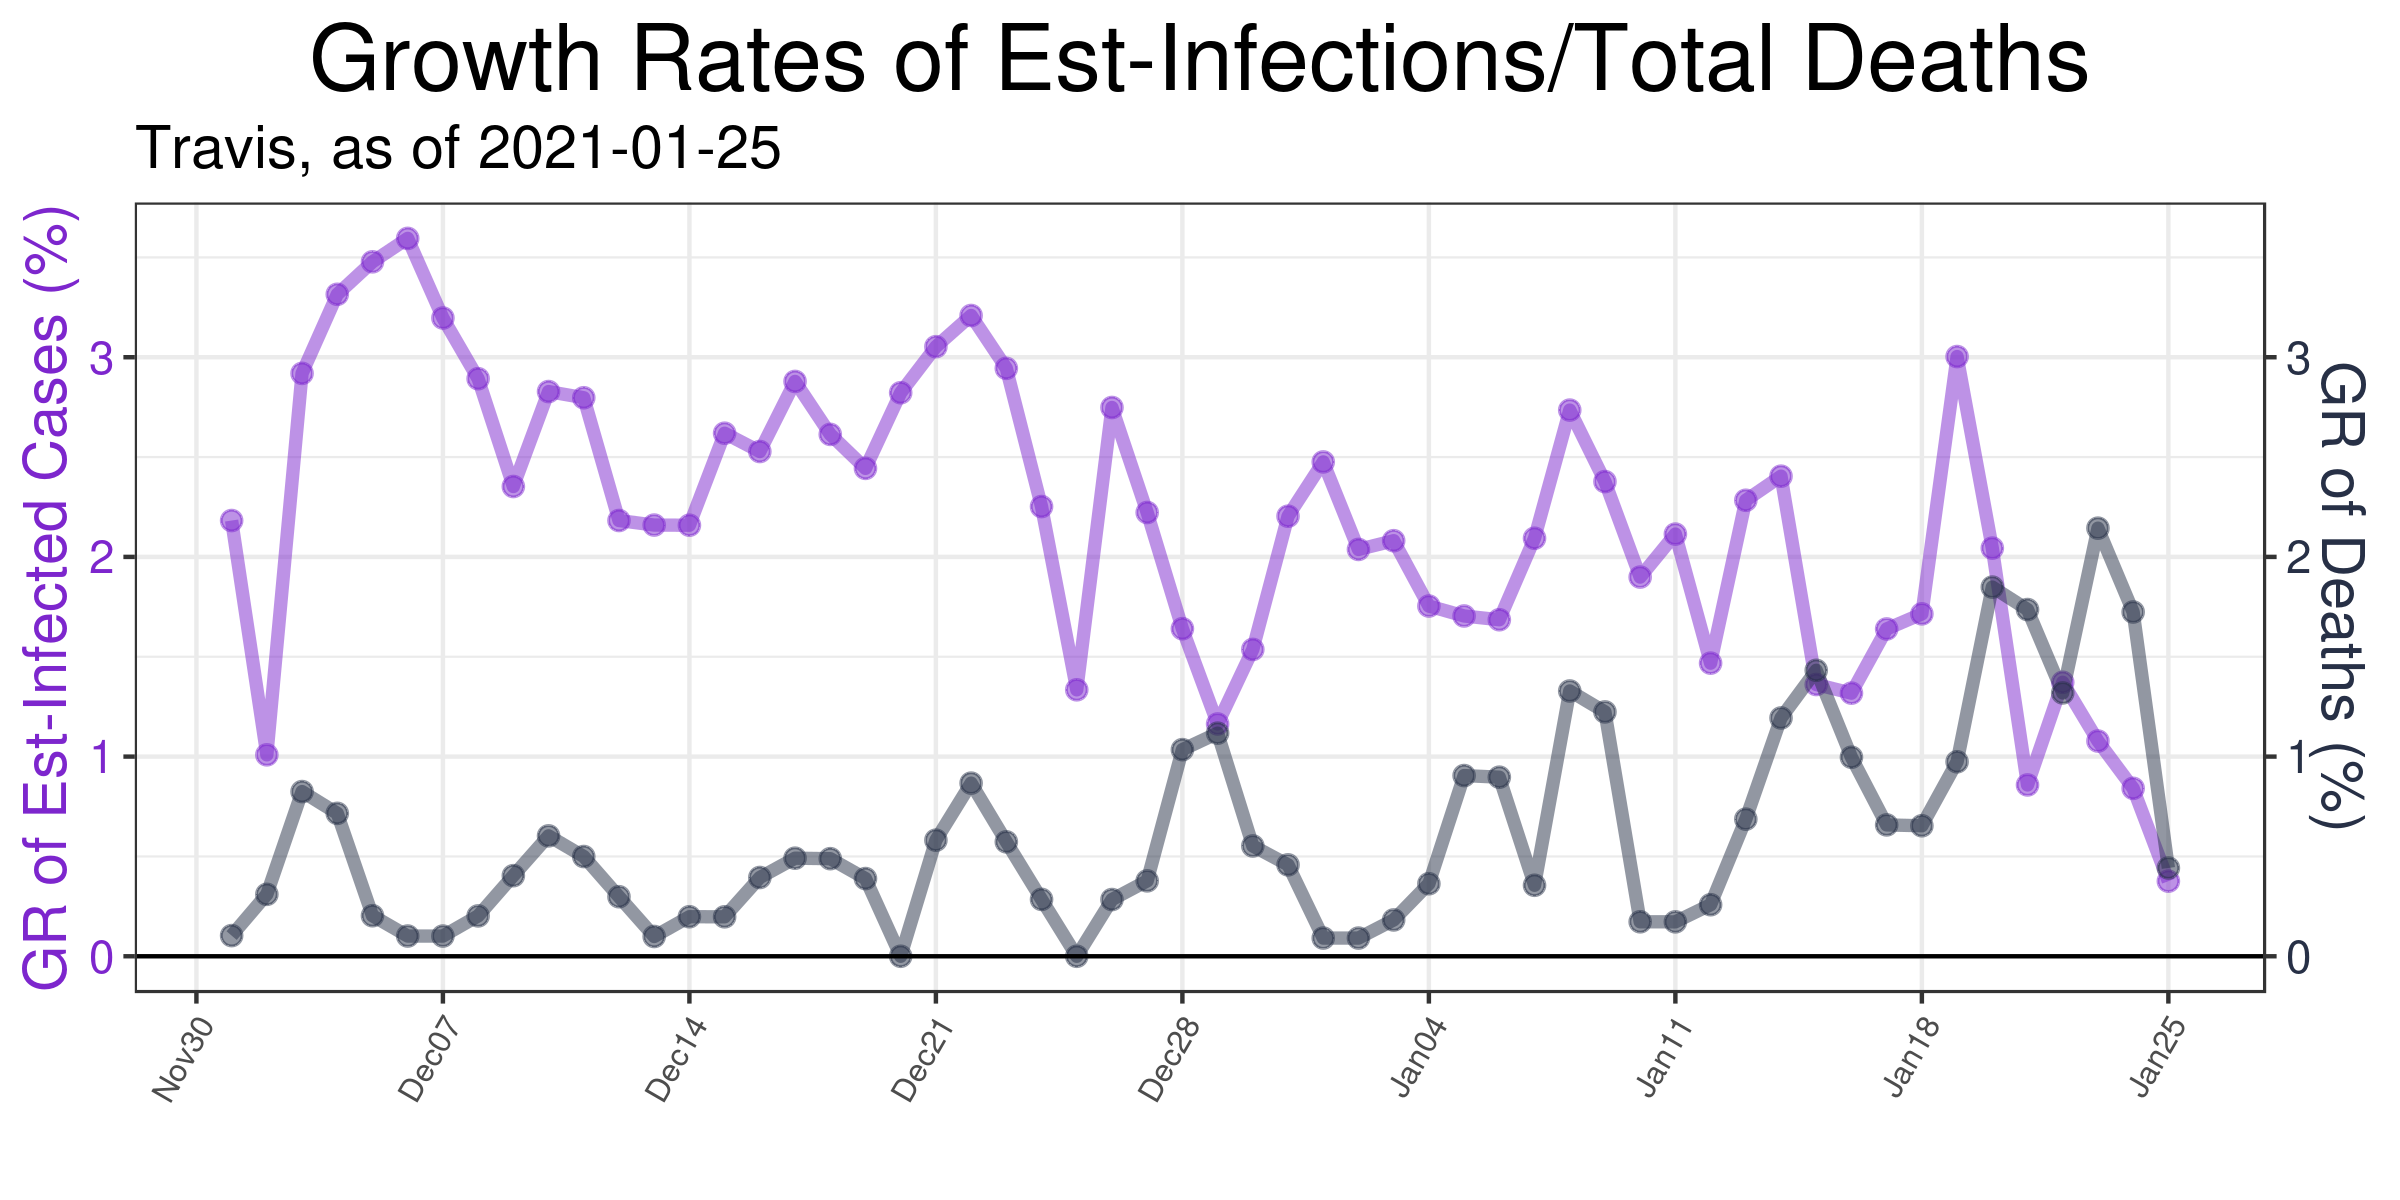 Growth Rates of Est-Infections/Total Deaths
Travis, as of 2021-01-25
GR of Est-Infected Cases (%)
3
2
1
0
3
2
1
0
GR of Deaths (%)
Nov30
Dec07
Dec14
Dec21
Dec28
Jan04
Jan11
Jan18
Jan25